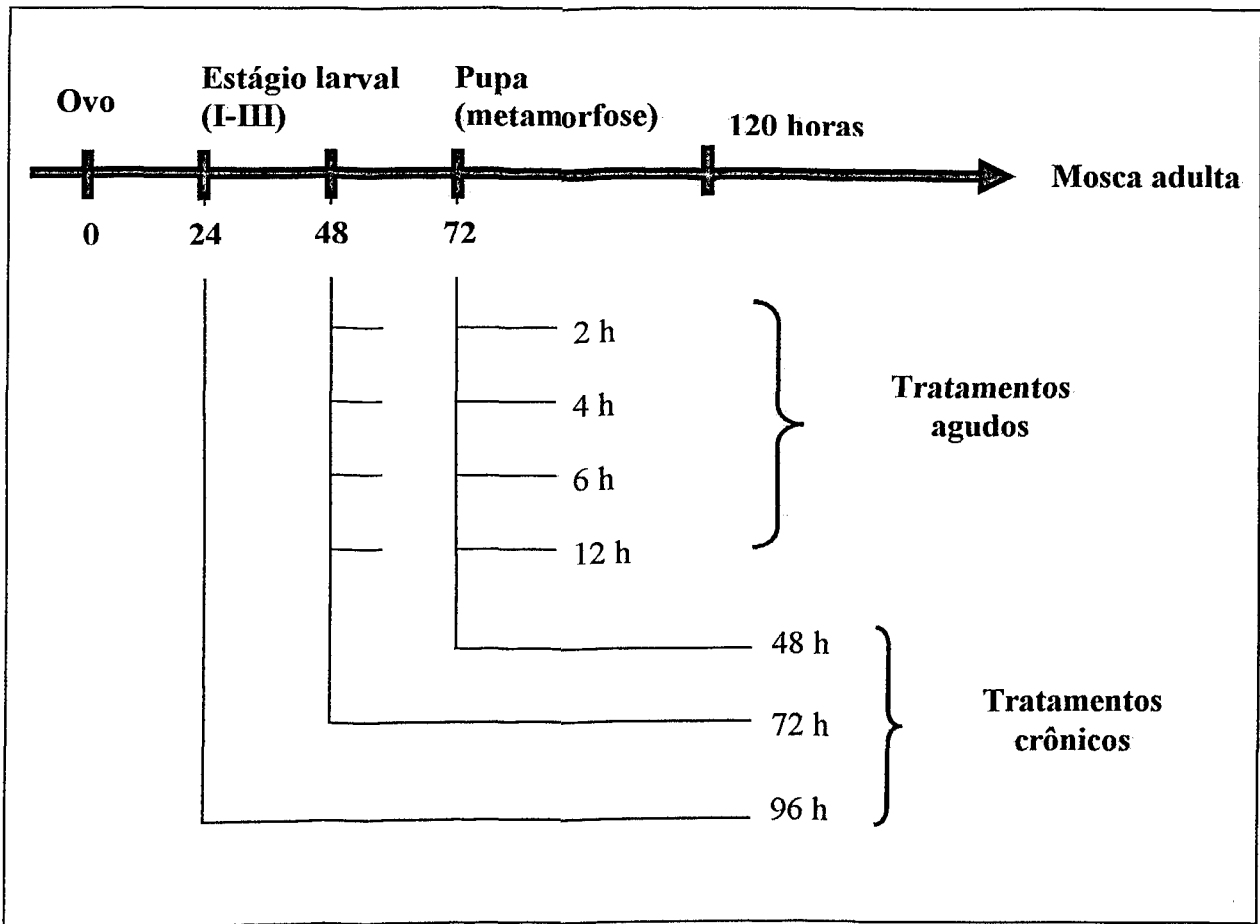 Ovo
Estágio larval
(I-III)
Pupa
(metamorfose)
120 horas
Mosca adulta
0
24
48
72
2 h
4 h
6 h
12 h
Tratamentos
agudos
48 h
72 h
96 h
Tratamentos
crônicos